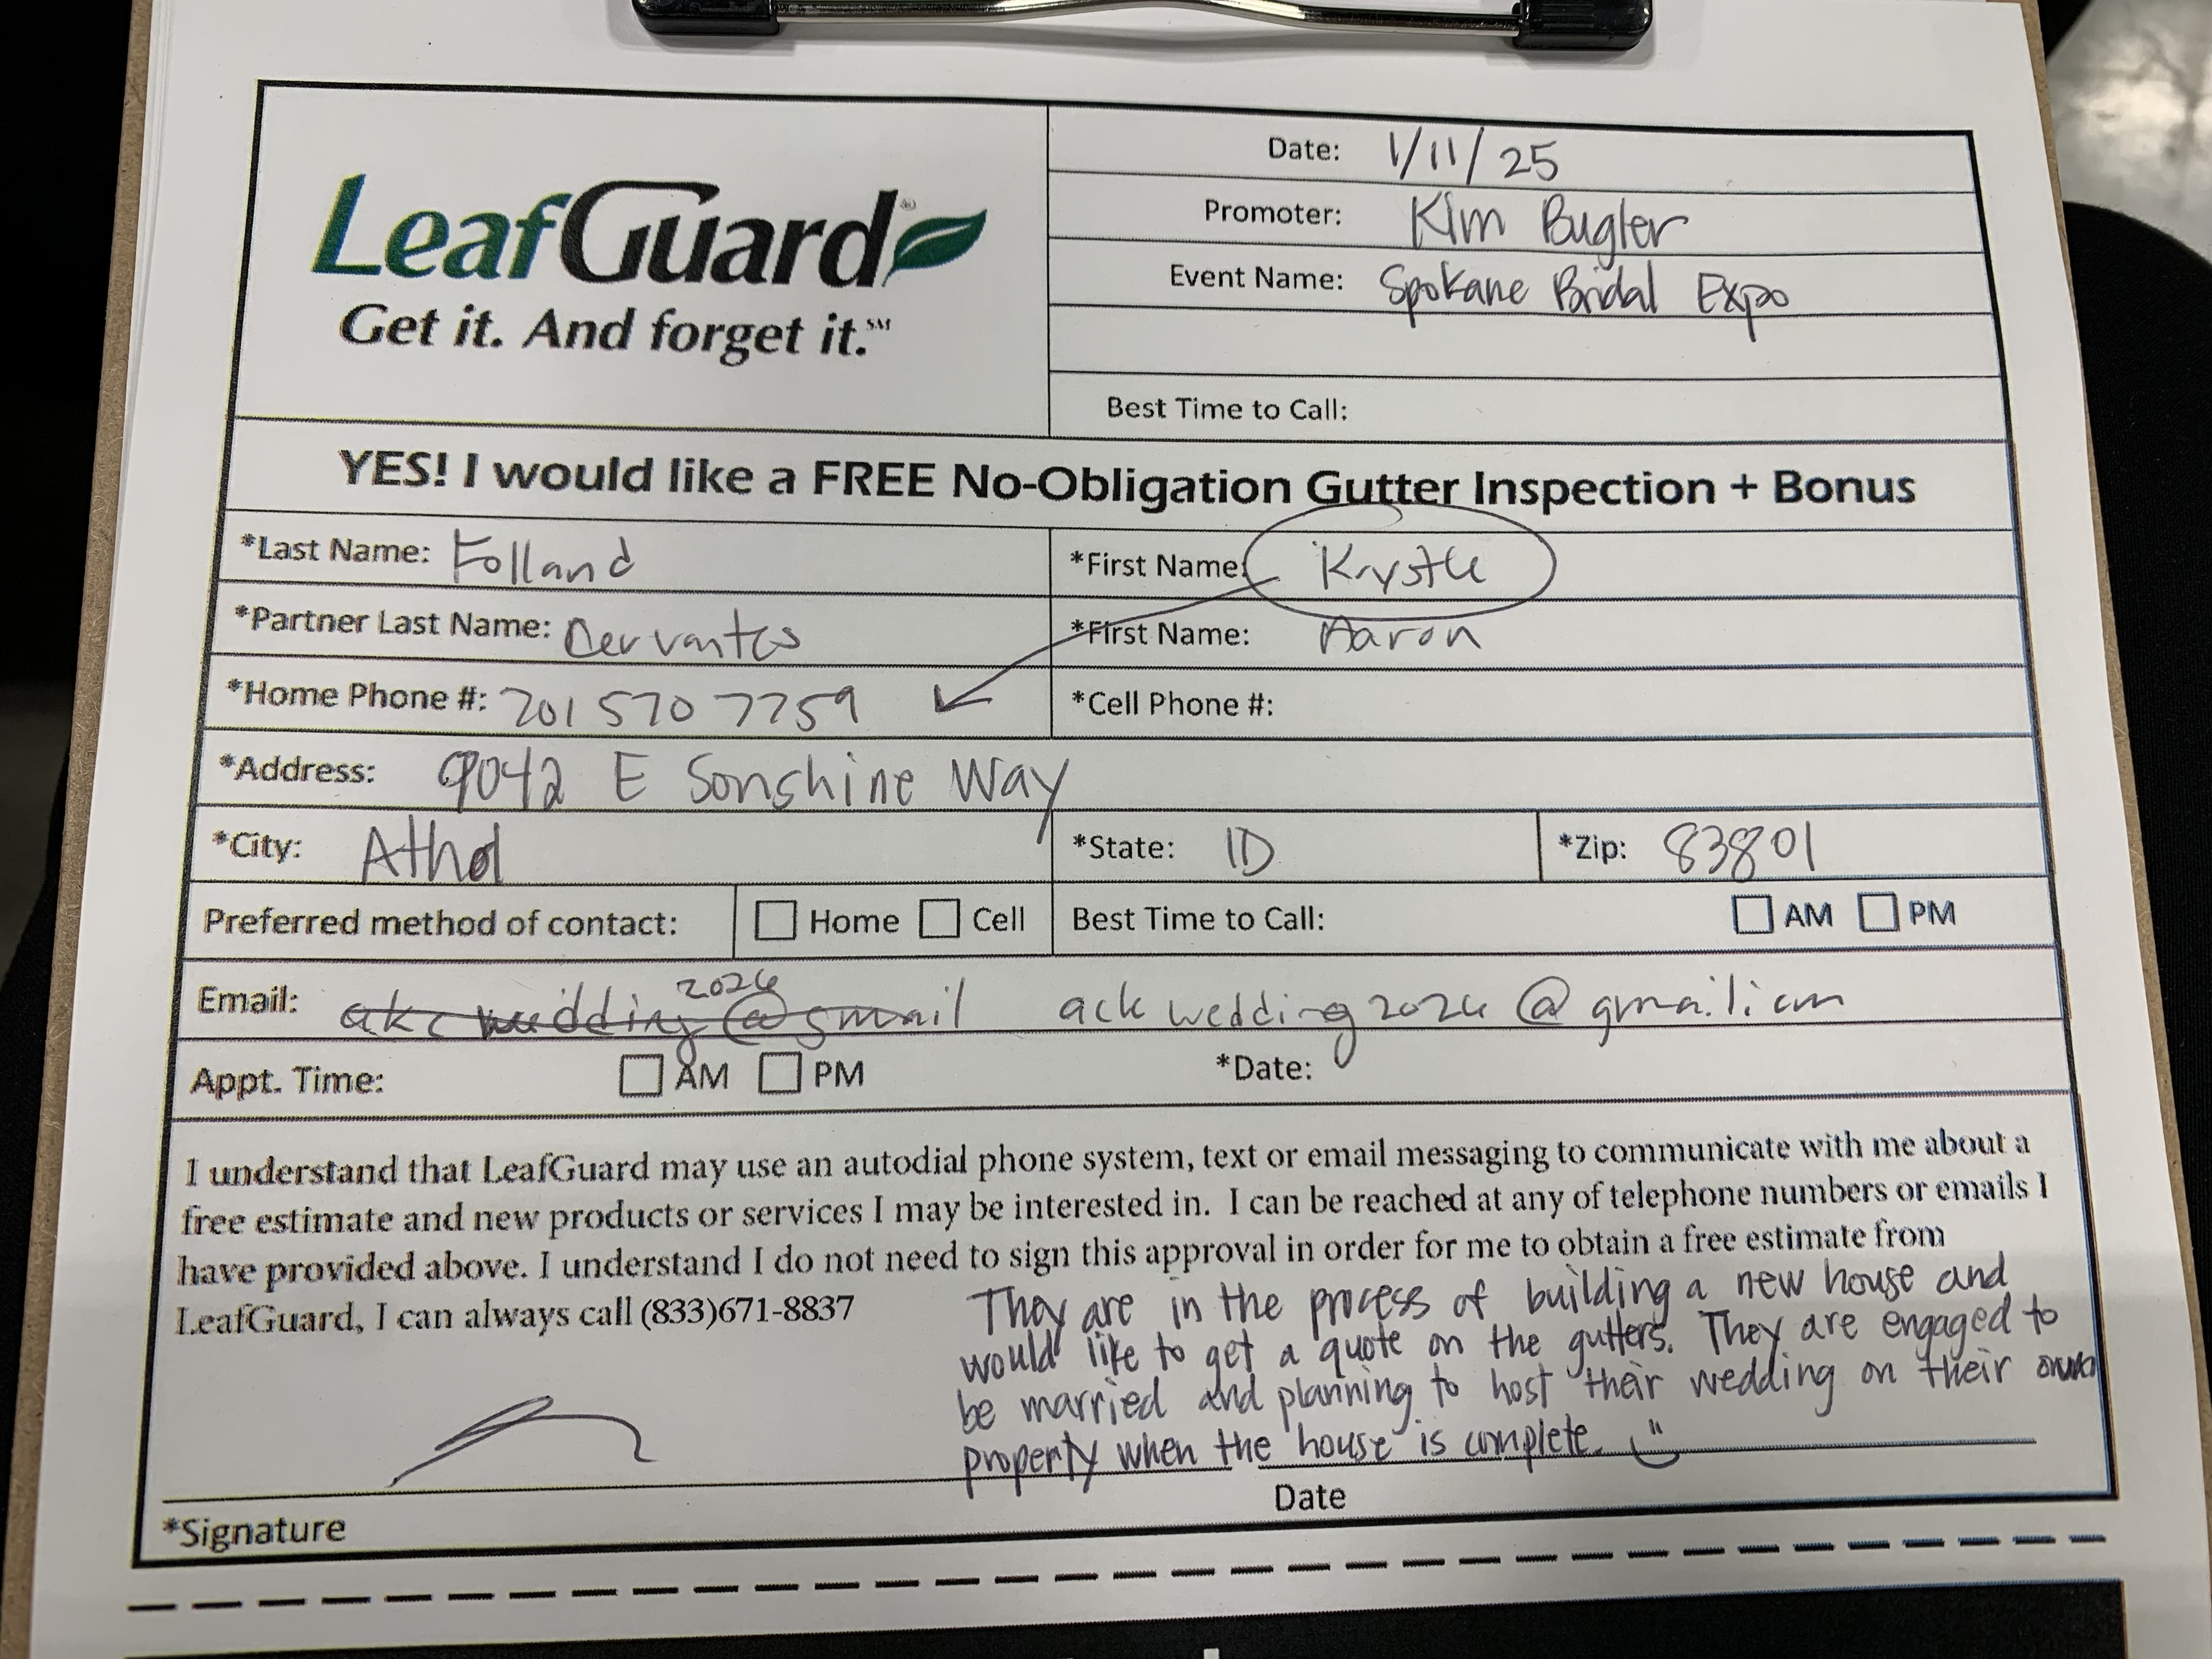 LeafGuard®
Get it. And forget it.℠
Date: 1/11/25
Promoter: Kim Bugler
Event Name: Spokane Bridal Expo
Best Time to Call:
YES! I would like a FREE No-Obligation Gutter Inspection + Bonus
*Last Name: Folland *First Name: Krystle
*Partner Last Name: Cervantes *First Name: Aaron
*Home Phone #: 201 570 7759 *Cell Phone #:
*Address: 9042 E Sonshine Way
*City: Athol *State: ID *Zip: 83801
Preferred method of contact: Home Cell Best Time to Call: AM PM
Email: akc wedding 2026 @gmail ack wedding 2026 @ gmail.com
Appt. Time: AM PM *Date:
I understand that LeafGuard may use an autodial phone system, text or email messaging to communicate with me about a
free estimate and new products or services I may be interested in. I can be reached at any of telephone numbers or emails I
have provided above. I understand I do not need to sign this approval in order for me to obtain a free estimate from
LeafGuard, I can always call (833)671-8837
They are in the process of building a new house and
would like to get a quote on the gutters. They are engaged to
be married and planning to host their wedding on their
property when the house is complete.
*Signature Date